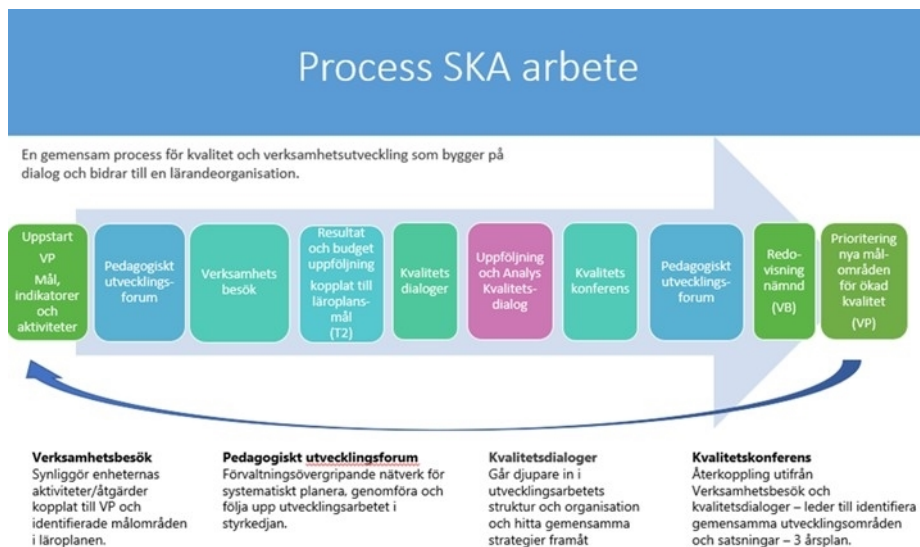 Process SKA arbete
En gemensam process för kvalitet och verksamhetsutveckling som bygger på
dialog och bidrar till en lärandeorganisation.
Uppstart
VP
Mål,
indikatorer
och
aktiviteter
Pedagogiskt
utvecklings-
forum
Verksamhets
besök
Resultat
och budget
uppföljning
kopplat till
läroplans-
mål
(T2)
Kvalitets
dialoger
Uppföljning
och Analys
Kvalitets-
dialog
Kvalitets
konferens
Pedagogiskt
utvecklings-
forum
Redo-
visning
nämnd
(VB)
Prioritering
nya mål-
områden
för ökad
kvalitet
(VP)
Verksamhetsbesök
Synliggör enheternas
aktiviteter/åtgärder
kopplat till VP och
identifierade målområden
i läroplanen.
Pedagogiskt utvecklingsforum
Förvaltningsövergripande nätverk för
systematiskt planera, genomföra och
följa upp utvecklingsarbetet i
styrkedjan.
Kvalitetsdialoger
Går djupare in i
utvecklingsarbetets
struktur och organisation
och hitta gemensamma
strategier framåt
Kvalitetskonferens
Återkoppling utifrån
Verksamhetsbesök och
kvalitetsdialoger – leder till identifiera
gemensamma utvecklingsområden
och satsningar – 3 årsplan.